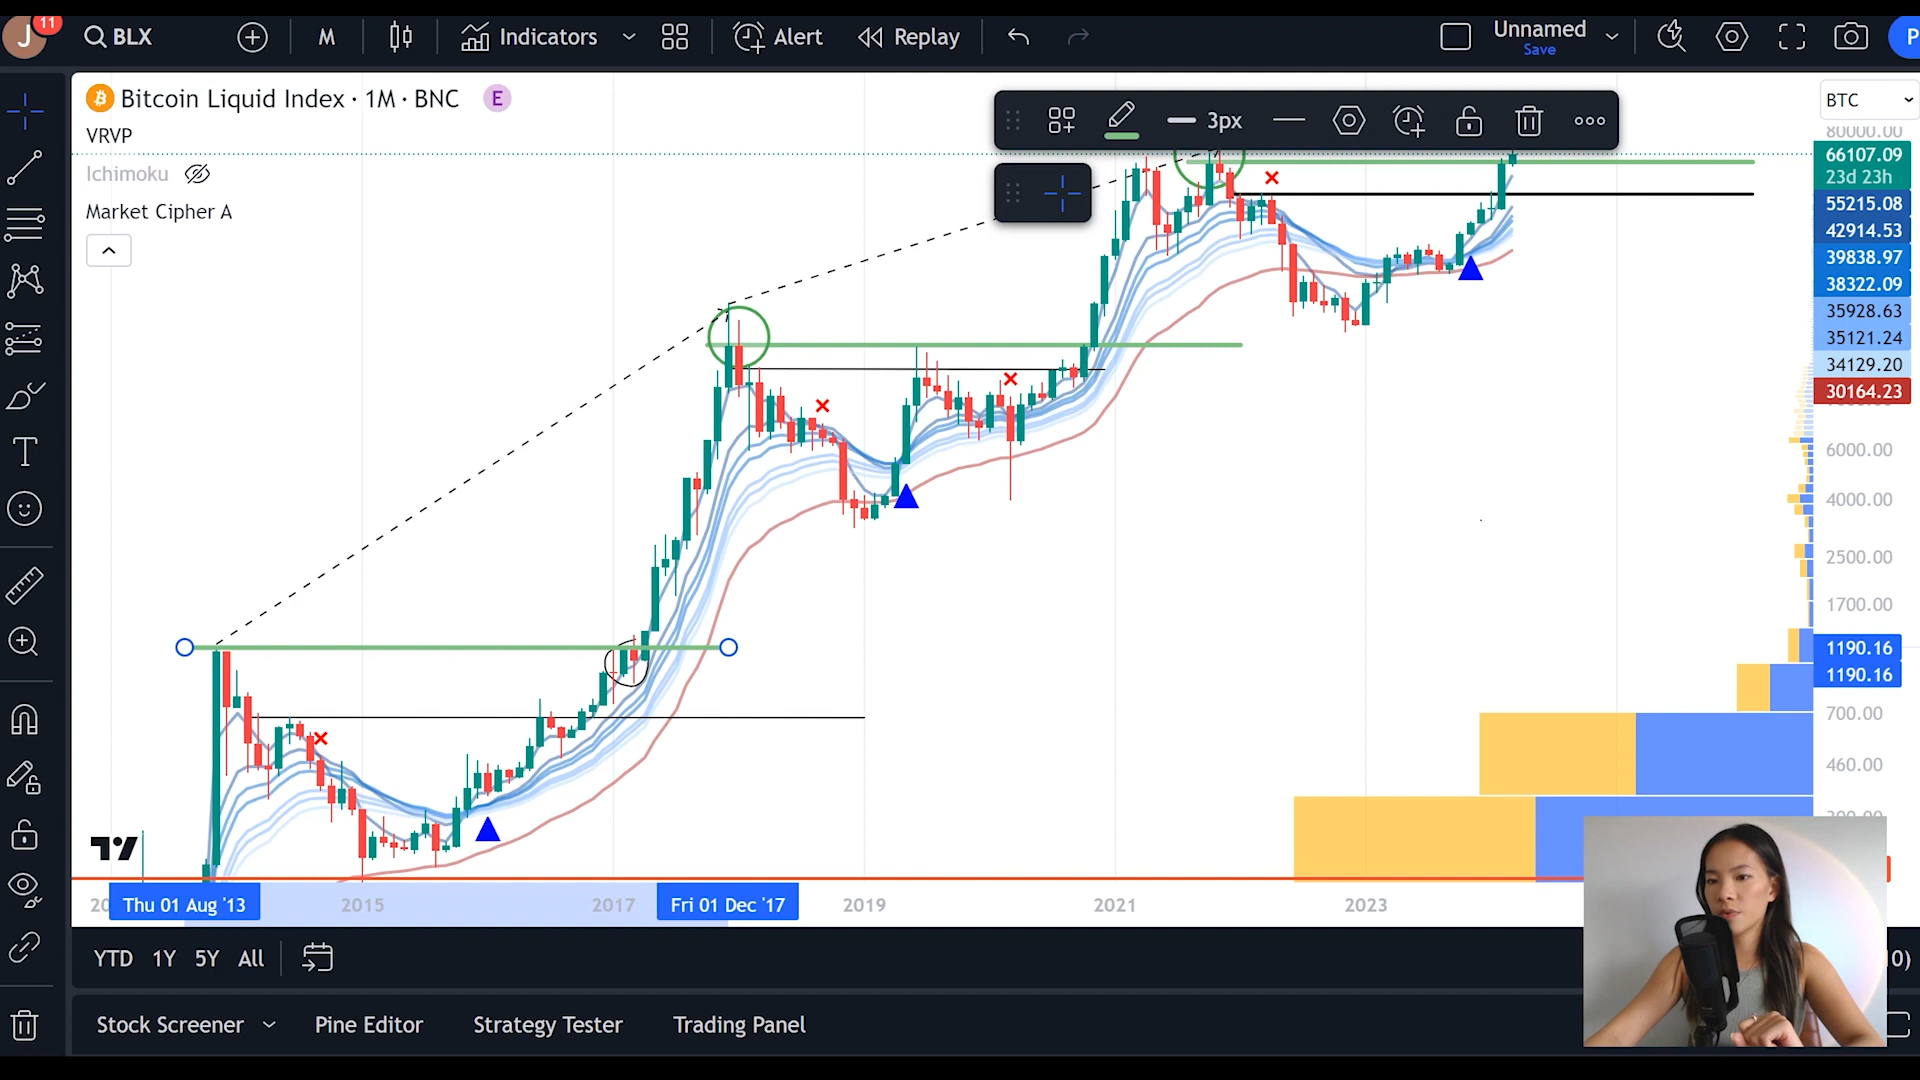 J 11 BLX M Indicators Alert Replay Unnamed P
Save
Bitcoin Liquid Index · 1M · BNC E
VRVP
Ichimoku
Market Cipher A
3px
BTC
80000.00
66107.09
23d 23h
55215.08
42914.53
39838.97
38322.09
35928.63
35121.24
34129.20
30164.23
6000.00
4000.00
2500.00
1700.00
1190.16
1190.16
700.00
460.00
Thu 01 Aug '13 2015 2017 Fri 01 Dec '17 2019 2021 2023
YTD 1Y 5Y All
Stock Screener Pine Editor Strategy Tester Trading Panel